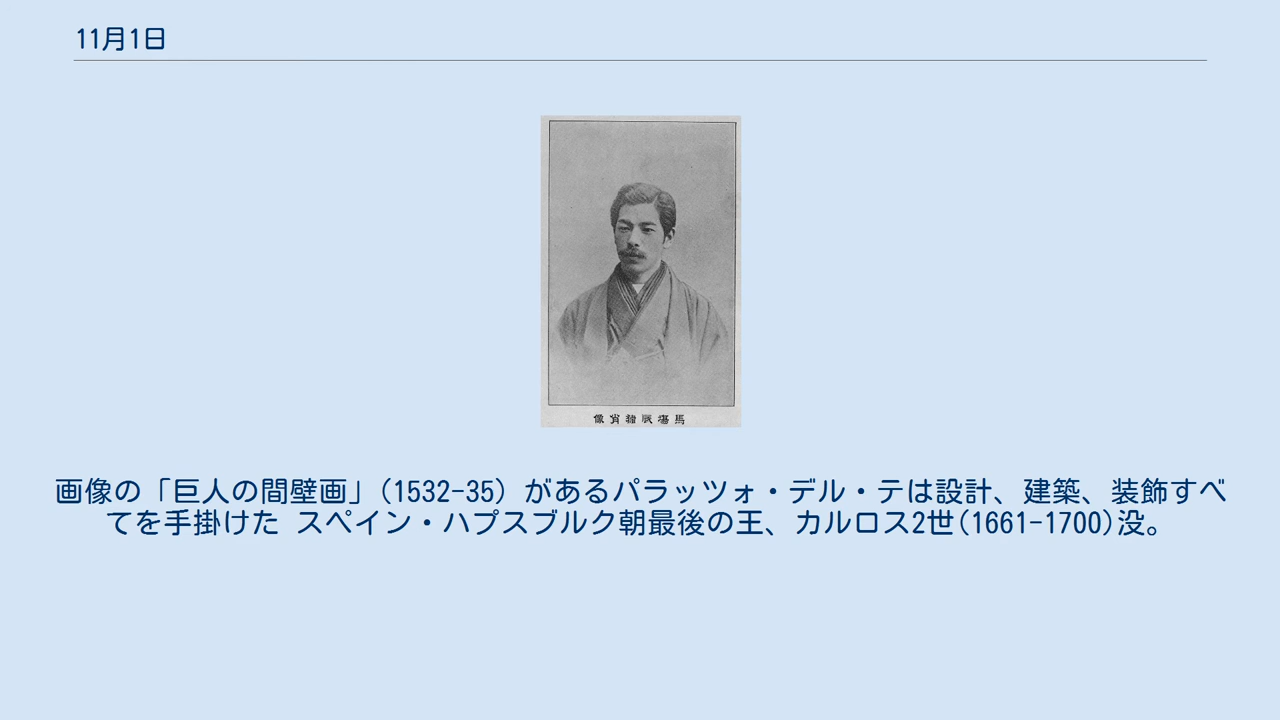 11月1日
像肖猪胡場馬
画像の「巨人の間壁画」(1532-35) があるパラッツォ・デル・テは設計、建築、装飾すべ
てを手掛けた スペイン・ハプスブルク朝最後の王、カルロス2世(1661-1700)没。